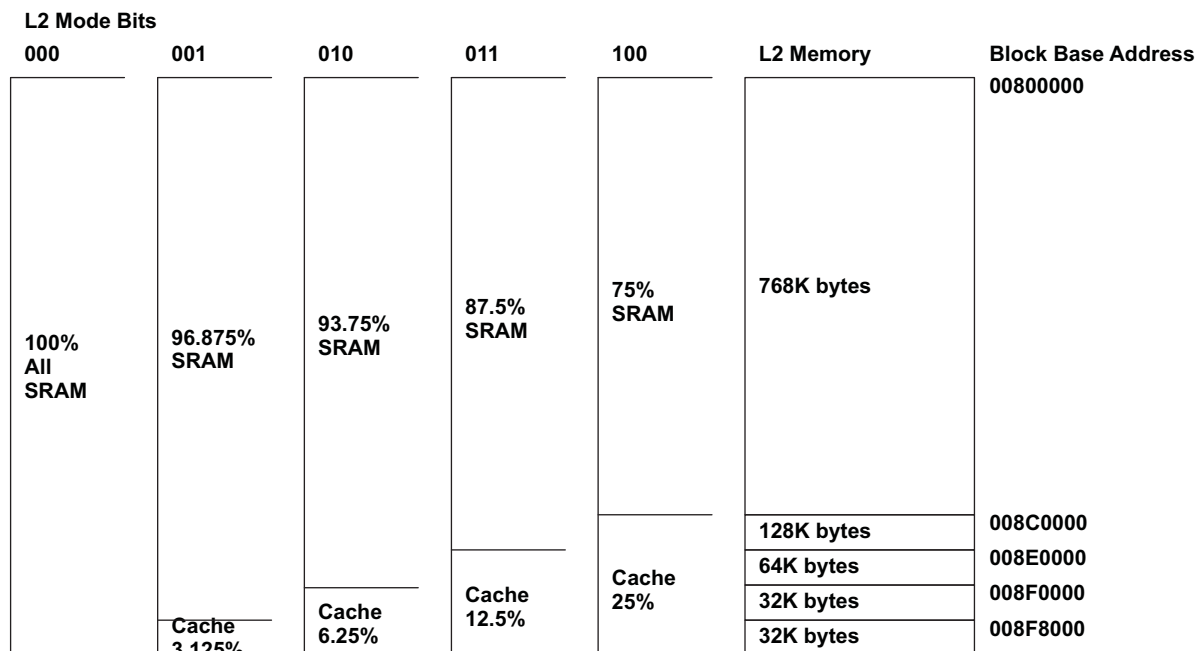 L2 Mode Bits
000 001 010 011 100 L2 Memory Block Base Address
00800000
100%
All
SRAM
96.875%
SRAM
93.75%
SRAM
87.5%
SRAM
75%
SRAM
768K bytes
008C0000
128K bytes
008E0000
64K bytes
008F0000
32K bytes
008F8000
32K bytes
Cache
3.125%
Cache
6.25%
Cache
12.5%
Cache
25%